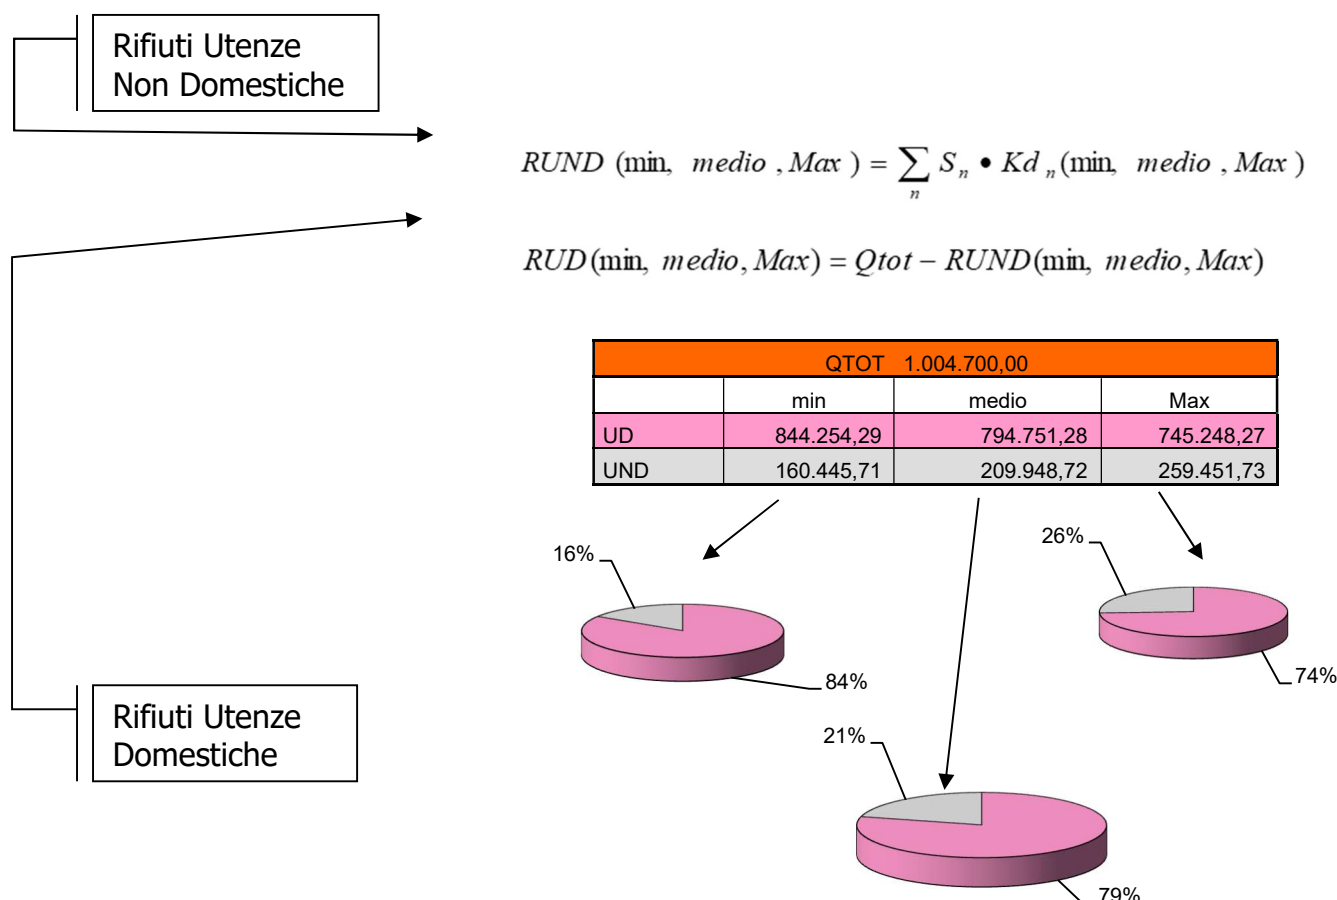 Rifiuti Utenze
Non Domestiche
RUND (min, medio , Max ) = ∑ S n • Kd n (min, medio , Max )
n
RUD(min, medio, Max) = Qtot − RUND(min, medio, Max)
QTOT 1.004.700,00
min medio Max
UD 844.254,29 794.751,28 745.248,27
UND 160.445,71 209.948,72 259.451,73
16%
26%
84%
74%
Rifiuti Utenze
Domestiche
21%
79%